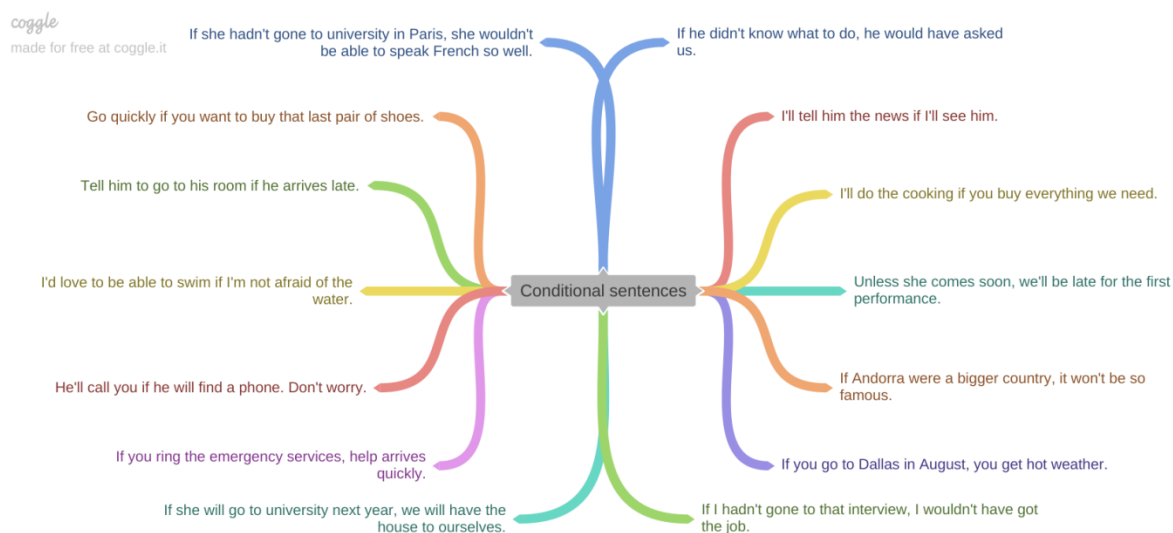 coggle
made for free at coggle.it
If she hadn't gone to university in Paris, she wouldn't
be able to speak French so well.
If he didn't know what to do, he would have asked
us.
Go quickly if you want to buy that last pair of shoes.
I'll tell him the news if I'll see him.
Tell him to go to his room if he arrives late.
I'll do the cooking if you buy everything we need.
I'd love to be able to swim if I'm not afraid of the
water.
Conditional sentences
Unless she comes soon, we'll be late for the first
performance.
He'll call you if he will find a phone. Don't worry.
If Andorra were a bigger country, it won't be so
famous.
If you ring the emergency services, help arrives
quickly.
If you go to Dallas in August, you get hot weather.
If she will go to university next year, we will have the
house to ourselves.
If I hadn't gone to that interview, I wouldn't have got
the job.